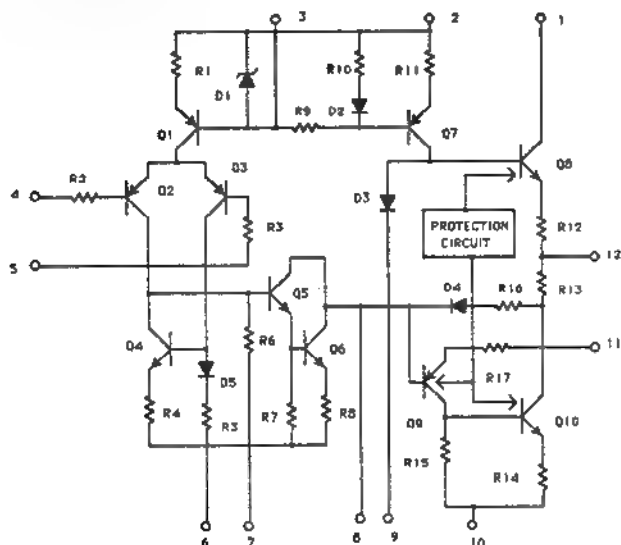 3 2 1
R1 D1 R10 R11
R9 D2
Q1 Q7
Q3 Q8
4 R2 Q2 D3
PROTECTION
CIRCUIT
R3 R12
5 12
R13
Q5 D4 R16
Q4 R6 Q6 11
D5 R17
R4 R3 R7 R8 Q9 Q10
R15 R14
6 7 8 9 10